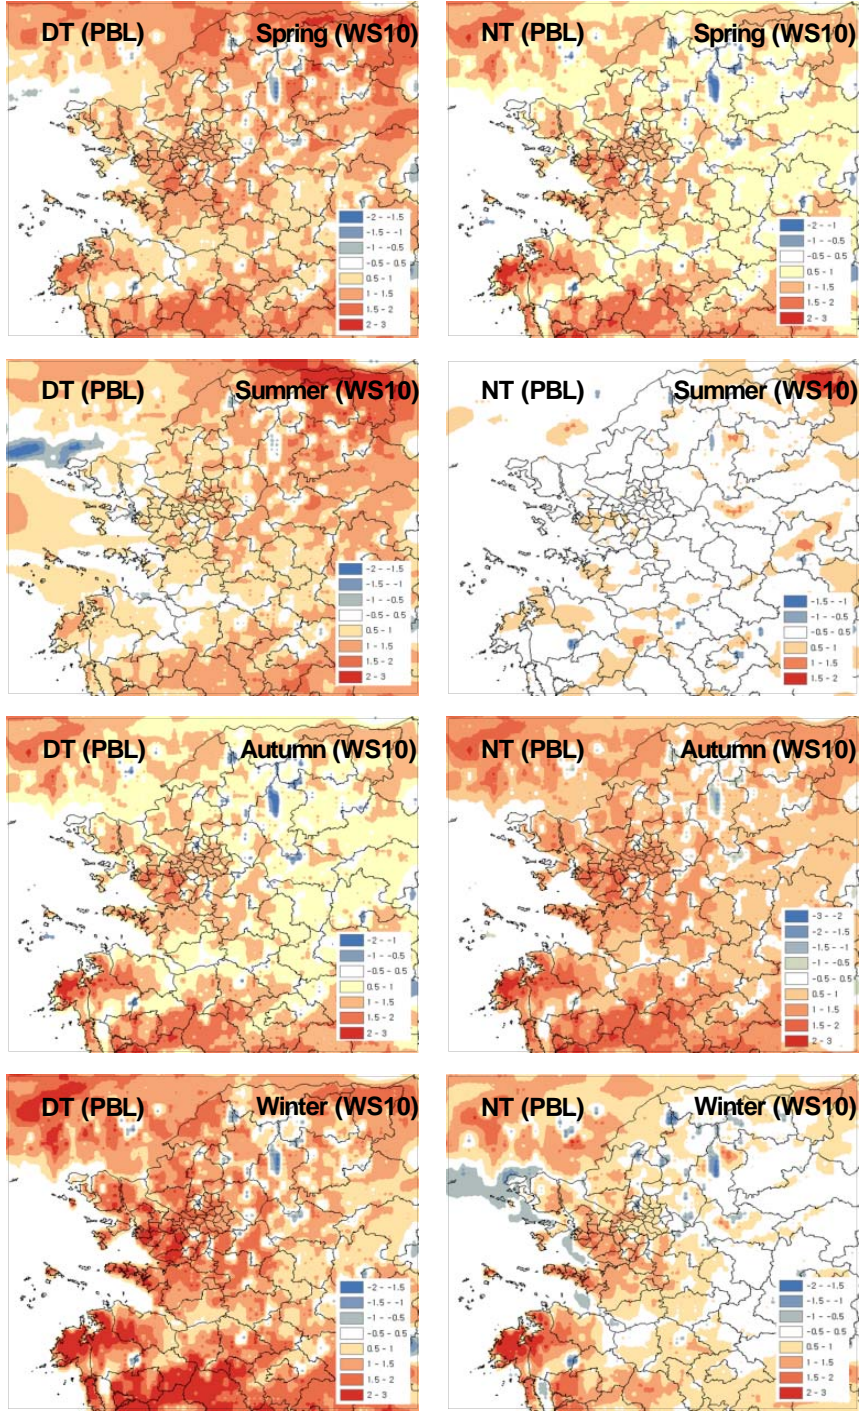 DT (PBL) Spring (WS10)
-2 - -1.5
-1.5 - -1
-1 - -0.5
-0.5 - 0.5
0.5 - 1
1 - 1.5
1.5 - 2
2 - 3
NT (PBL) Spring (WS10)
-2 - -1
-1 - -0.5
-0.5 - 0.5
0.5 - 1
1 - 1.5
1.5 - 2
2 - 3
DT (PBL) Summer (WS10)
-2 - -1.5
-1.5 - -1
-1 - -0.5
-0.5 - 0.5
0.5 - 1
1 - 1.5
1.5 - 2
2 - 3
NT (PBL) Summer (WS10)
-1.5 - -1
-1 - -0.5
-0.5 - 0.5
0.5 - 1
1 - 1.5
1.5 - 2
DT (PBL) Autumn (WS10)
-2 - -1
-1 - -0.5
-0.5 - 0.5
0.5 - 1
1 - 1.5
1.5 - 2
2 - 3
NT (PBL) Autumn (WS10)
-3 - -2
-2 - -1.5
-1.5 - -1
-1 - -0.5
-0.5 - 0.5
0.5 - 1
1 - 1.5
1.5 - 2
2 - 3
DT (PBL) Winter (WS10)
-2 - -1.5
-1.5 - -1
-1 - -0.5
-0.5 - 0.5
0.5 - 1
1 - 1.5
1.5 - 2
2 - 3
NT (PBL) Winter (WS10)
-2 - -1.5
-1.5 - -1
-1 - -0.5
-0.5 - 0.5
0.5 - 1
1 - 1.5
1.5 - 2
2 - 3